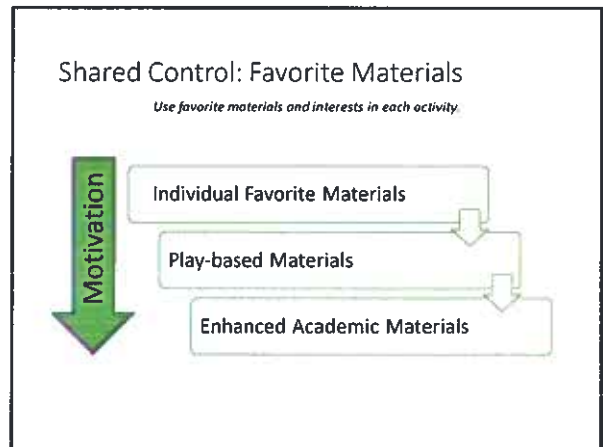 Shared Control: Favorite Materials
Use favorite materials and interests in each activity.
Motivation
Individual Favorite Materials
Play-based Materials
Enhanced Academic Materials